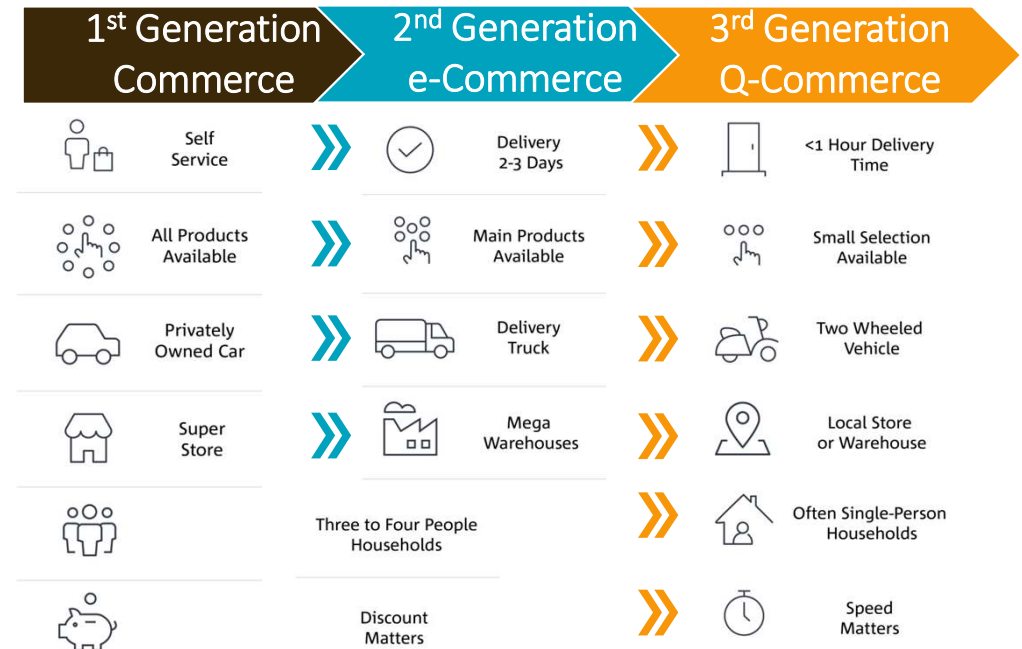 1st Generation
Commerce
2nd Generation
e-Commerce
3rd Generation
Q-Commerce
Self
Service
Delivery
2-3 Days
<1 Hour Delivery
Time
All Products
Available
Main Products
Available
Small Selection
Available
Privately
Owned Car
Delivery
Truck
Two Wheeled
Vehicle
Super
Store
Mega
Warehouses
Local Store
or Warehouse
Three to Four People
Households
Often Single-Person
Households
Discount
Matters
Speed
Matters